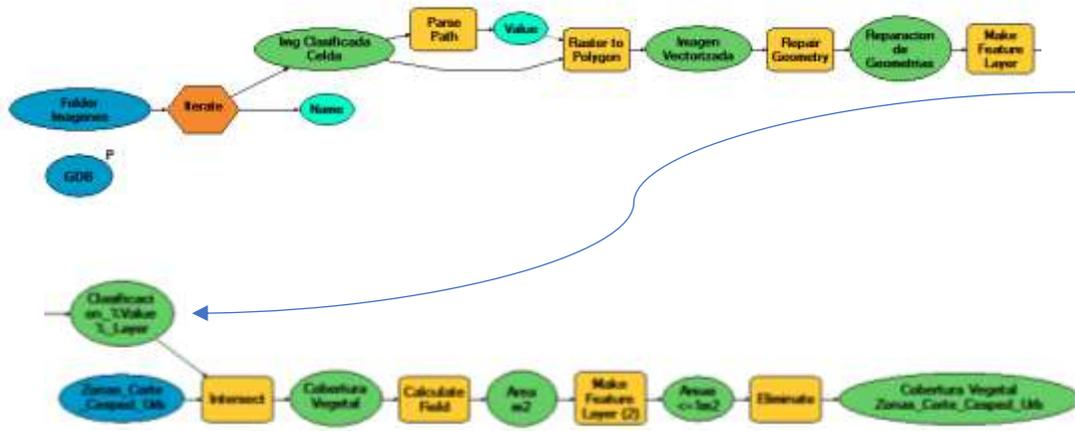 Img Clasificada
Celda
Parse
Path
Value
Raster to
Polygon
Imagen
Vectorizada
Repair
Geometry
Reparacion
de
Geometrias
Make
Feature
Layer
Folder
Imagenes
Iterate
Name
P
GDB
Clasificaci
on_%Value
%_Layer
Zonas_Corte
_Cesped_Urb
Intersect
Cobertura
Vegetal
Calculate
Field
Area
m2
Make
Feature
Layer (2)
Areas
<=1m2
Eliminate
Cobertura Vegetal
Zonas_Corte_Cesped_Urb